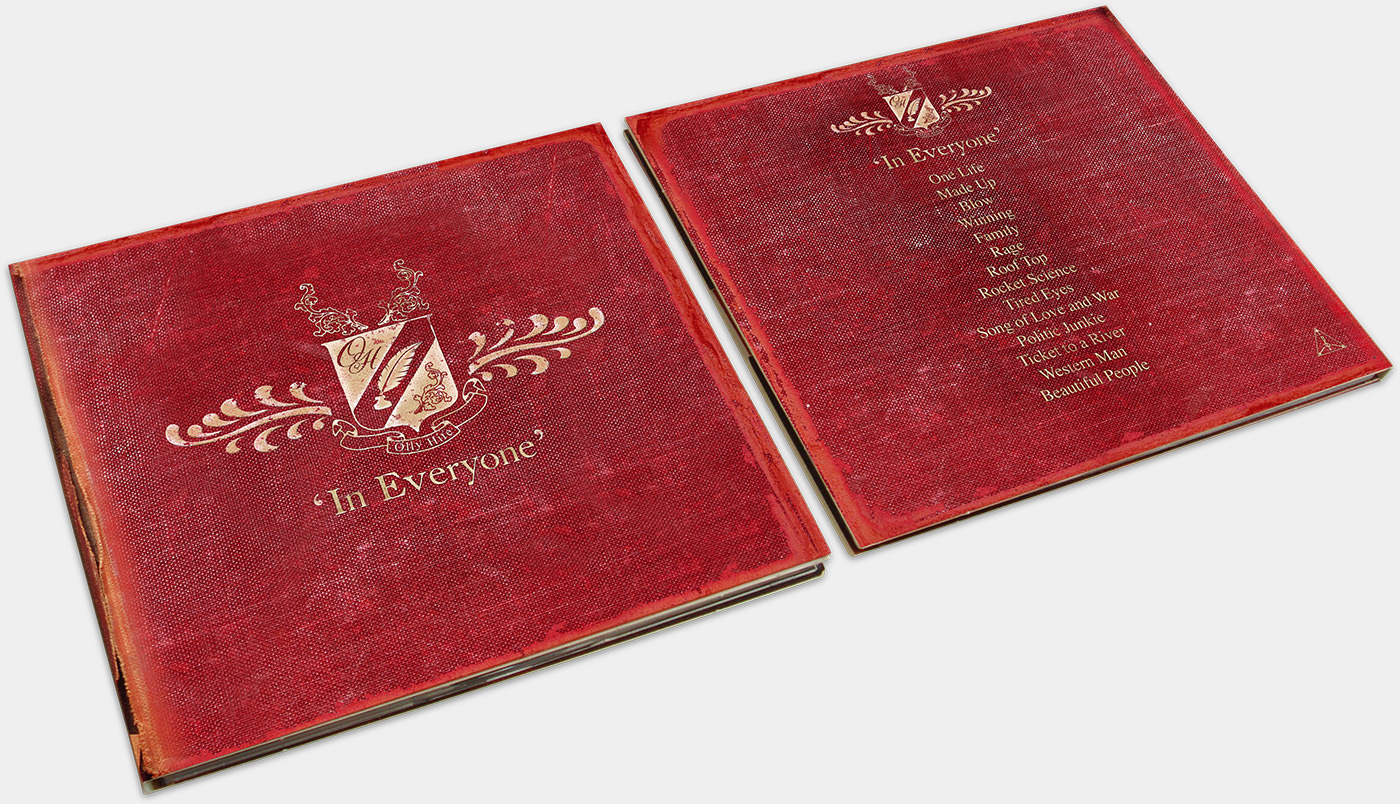 OH
Olly
‘In Everyone’
OH
‘In Everyone’
One Life
Made Up
Blow
Winning
Family
Rage
Roof Top
Rocket Science
Tired Eyes
Song of Love and War
Politic Junkie
Ticket to a River
Western Man
Beautiful People